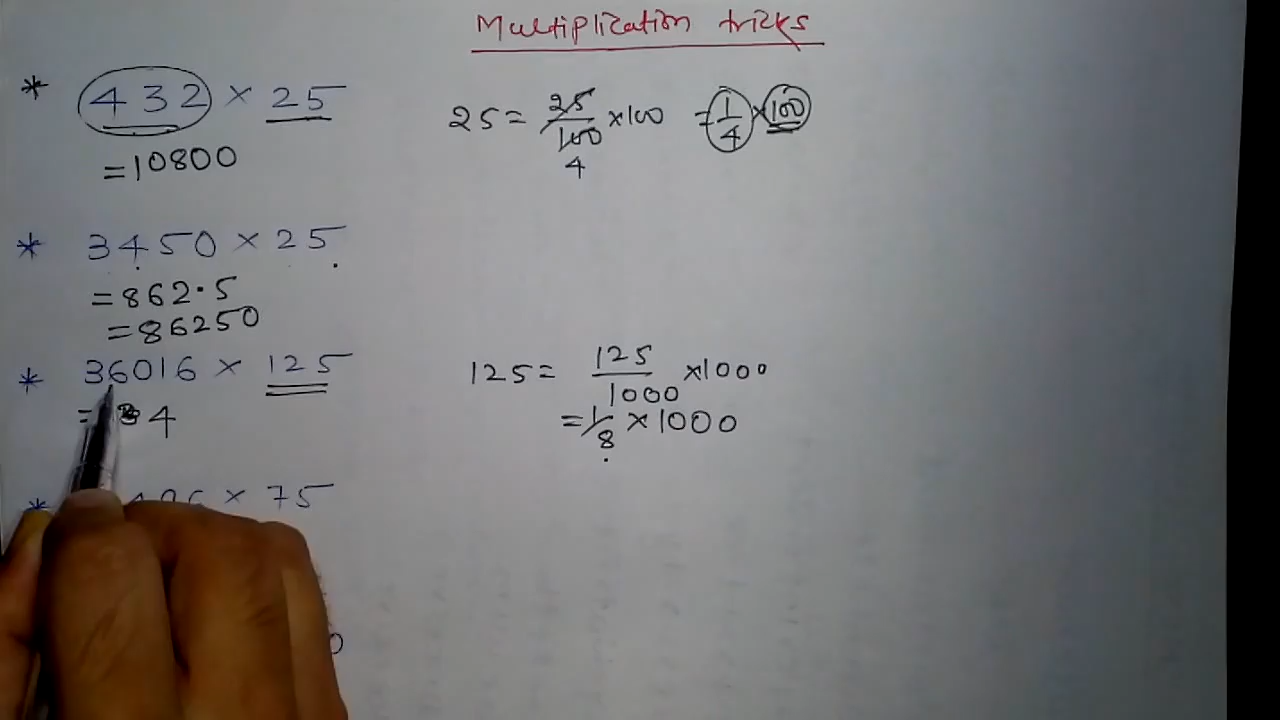 Multiplication tricks
* 432 × 25
= 10800
25 = 25/100 × 100 = 1/4 × 100
4
* 3450 × 25
= 862.5
= 86250
* 36016 × 125
= 4
125 = 125/1000 × 1000
= 1/8 × 1000
* × 75